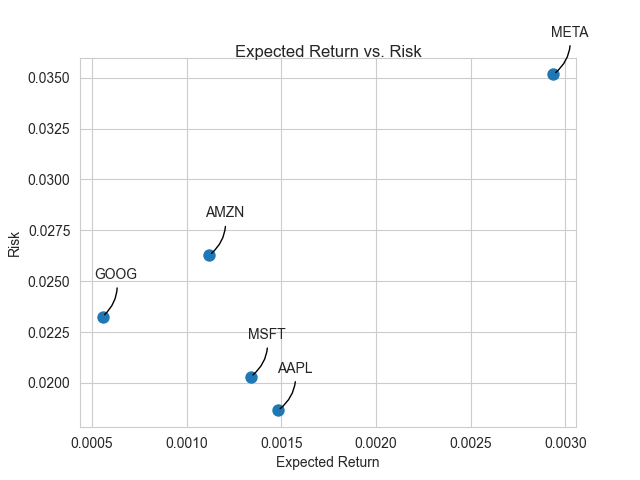 META
Expected Return vs. Risk
0.0350
0.0325
0.0300
0.0275
0.0250
0.0225
0.0200
Risk
AMZN
GOOG
MSFT
AAPL
0.0005 0.0010 0.0015 0.0020 0.0025 0.0030
Expected Return